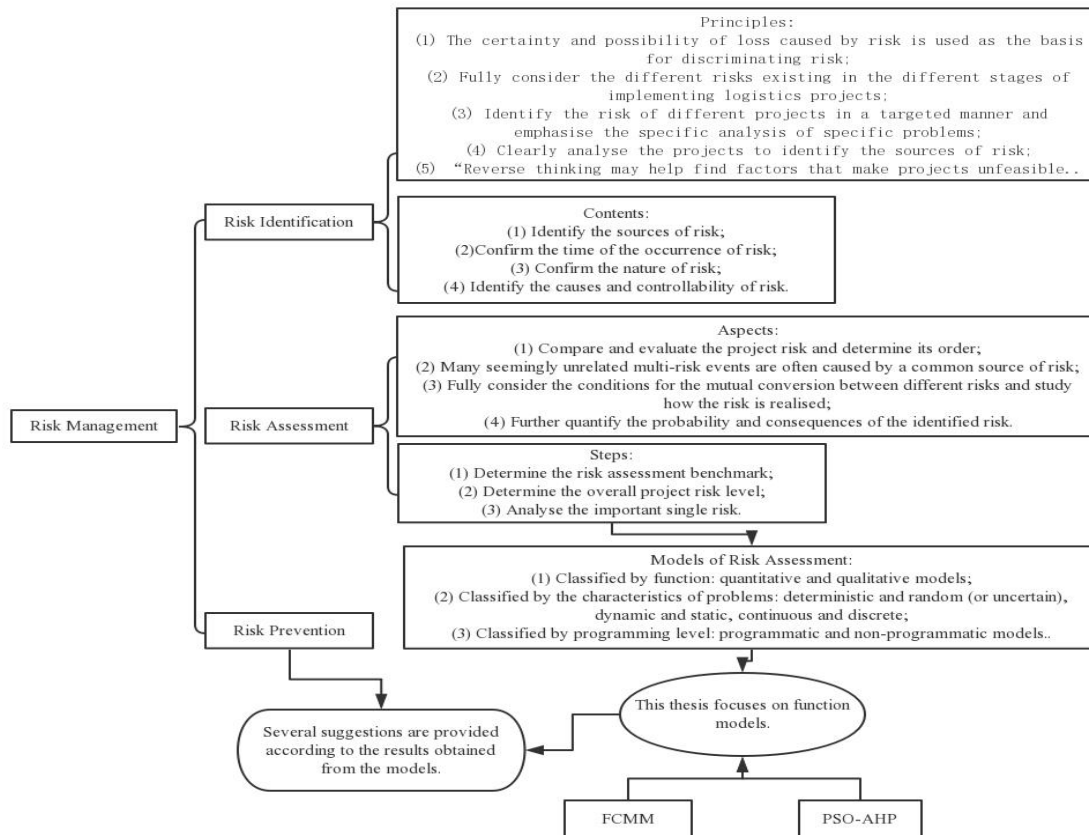 Principles:
(1) The certainty and possibility of loss caused by risk is used as the basis
for discriminating risk;
(2) Fully consider the different risks existing in the different stages of
implementing logistics projects;
(3) Identify the risk of different projects in a targeted manner and
emphasise the specific analysis of specific problems;
(4) Clearly analyse the projects to identify the sources of risk;
(5) “Reverse thinking may help find factors that make projects unfeasible..
Risk Identification
Contents:
(1) Identify the sources of risk;
(2)Confirm the time of the occurrence of risk;
(3) Confirm the nature of risk;
(4) Identify the causes and controllability of risk.
Aspects:
(1) Compare and evaluate the project risk and determine its order;
(2) Many seemingly unrelated multi-risk events are often caused by a common source of risk;
(3) Fully consider the conditions for the mutual conversion between different risks and study
how the risk is realised;
(4) Further quantify the probability and consequences of the identified risk.
Risk Management
Risk Assessment
Steps:
(1) Determine the risk assessment benchmark;
(2) Determine the overall project risk level;
(3) Analyse the important single risk.
Models of Risk Assessment:
(1) Classified by function: quantitative and qualitative models;
(2) Classified by the characteristics of problems: deterministic and random (or uncertain),
dynamic and static, continuous and discrete;
(3) Classified by programming level: programmatic and non-programmatic models..
Risk Prevention
This thesis focuses on function
models.
Several suggestions are provided
according to the results obtained
from the models.
FCMM
PSO-AHP